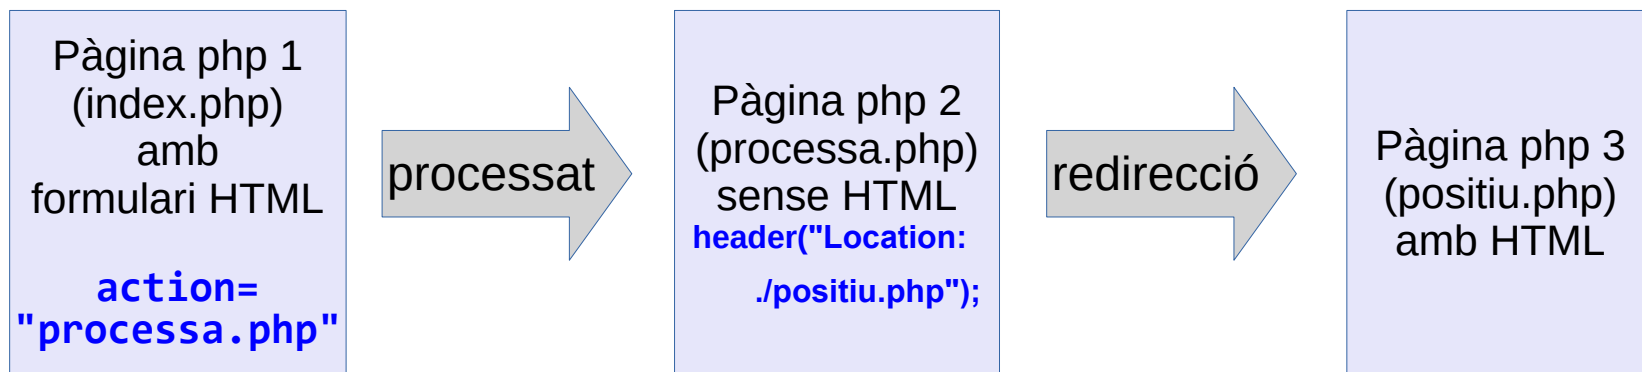 Pàgina php 1
(index.php)
amb
formulari HTML
action=
"processa.php"
processat
Pàgina php 2
(processa.php)
sense HTML
header("Location:
./positiu.php");
redirecció
Pàgina php 3
(positiu.php)
amb HTML